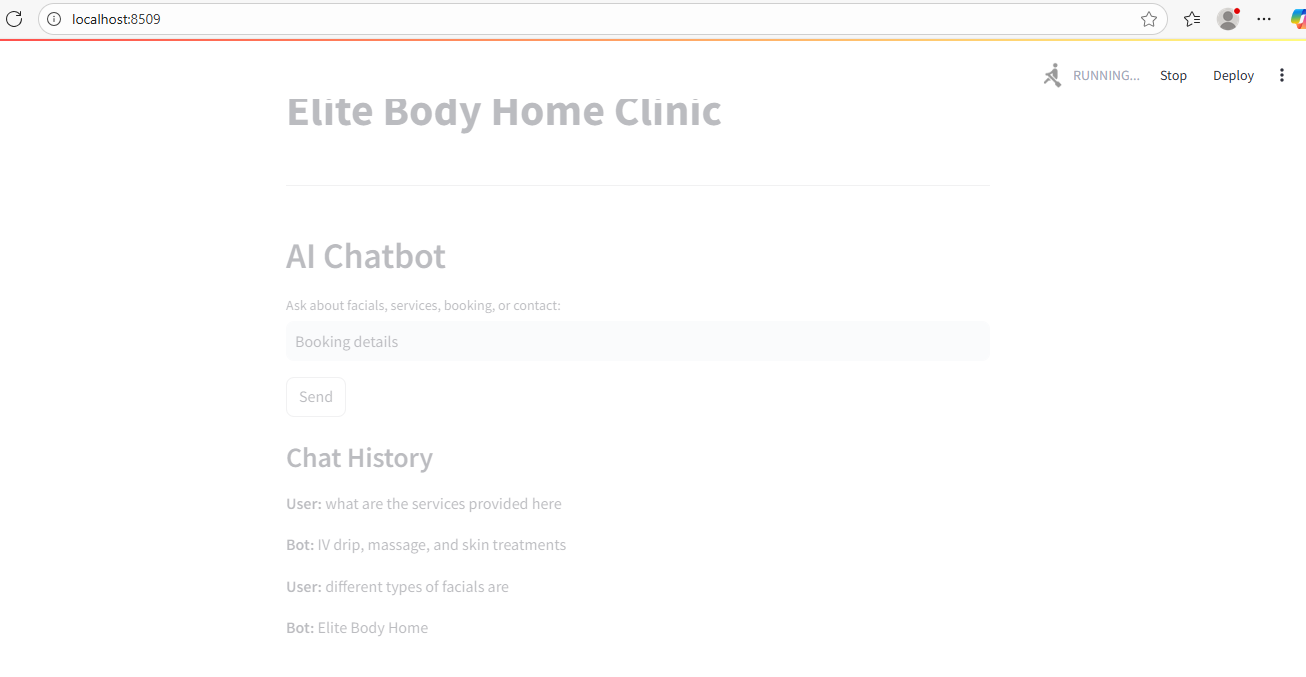 localhost:8509
RUNNING...
Stop
Deploy
Elite Body Home Clinic
AI Chatbot
Ask about facials, services, booking, or contact:
Booking details
Send
Chat History
User: what are the services provided here
Bot: IV drip, massage, and skin treatments
User: different types of facials are
Bot: Elite Body Home